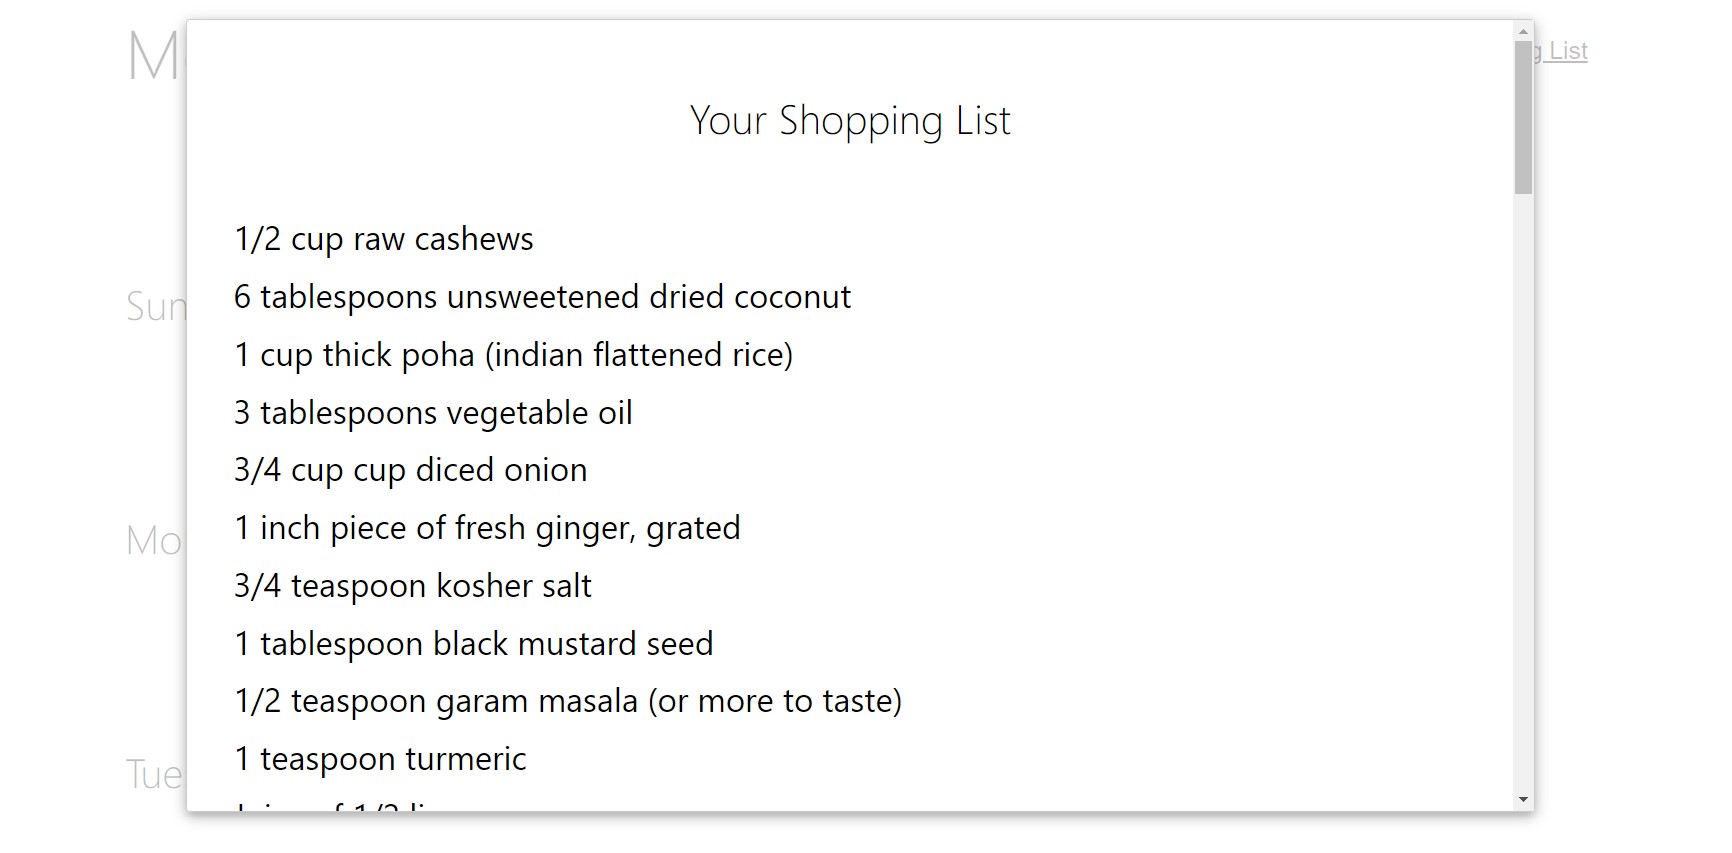 Your Shopping List
g List
1/2 cup raw cashews
6 tablespoons unsweetened dried coconut
Sun
1 cup thick poha (indian flattened rice)
3 tablespoons vegetable oil
3/4 cup cup diced onion
1 inch piece of fresh ginger, grated
Mo
3/4 teaspoon kosher salt
1 tablespoon black mustard seed
1/2 teaspoon garam masala (or more to taste)
1 teaspoon turmeric
Tue